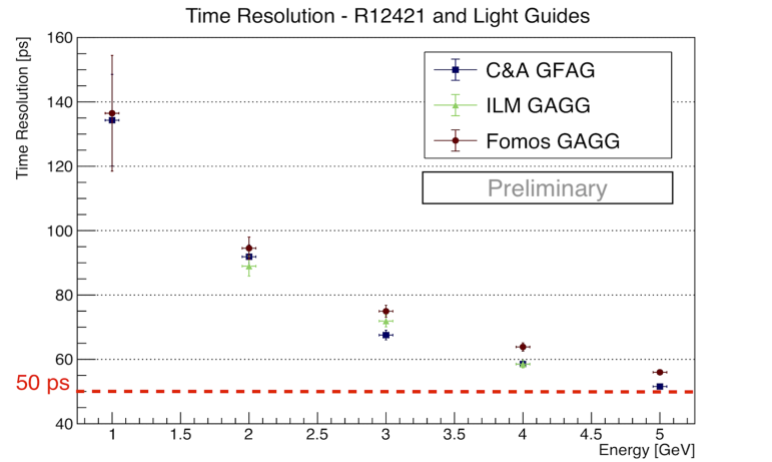 Time Resolution - R12421 and Light Guides
Time Resolution [ps]
160
140
120
100
80
60
40
50 ps
C&A GFAG
ILM GAGG
Fomos GAGG
Preliminary
1 1.5 2 2.5 3 3.5 4 4.5 5
Energy [GeV]